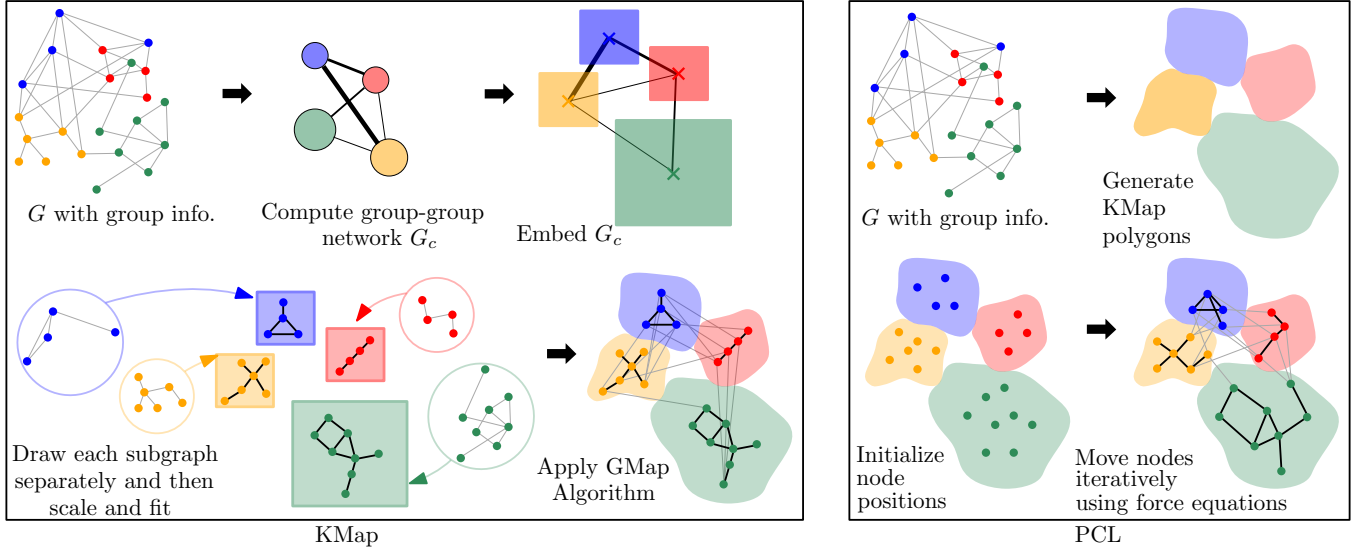 G with group info.
Compute group-group
network G_c
Embed G_c
Draw each subgraph
separately and then
scale and fit
Apply GMap
Algorithm
KMap
G with group info.
Generate
KMap
polygons
Initialize
node
positions
Move nodes
iteratively
using force equations
PCL